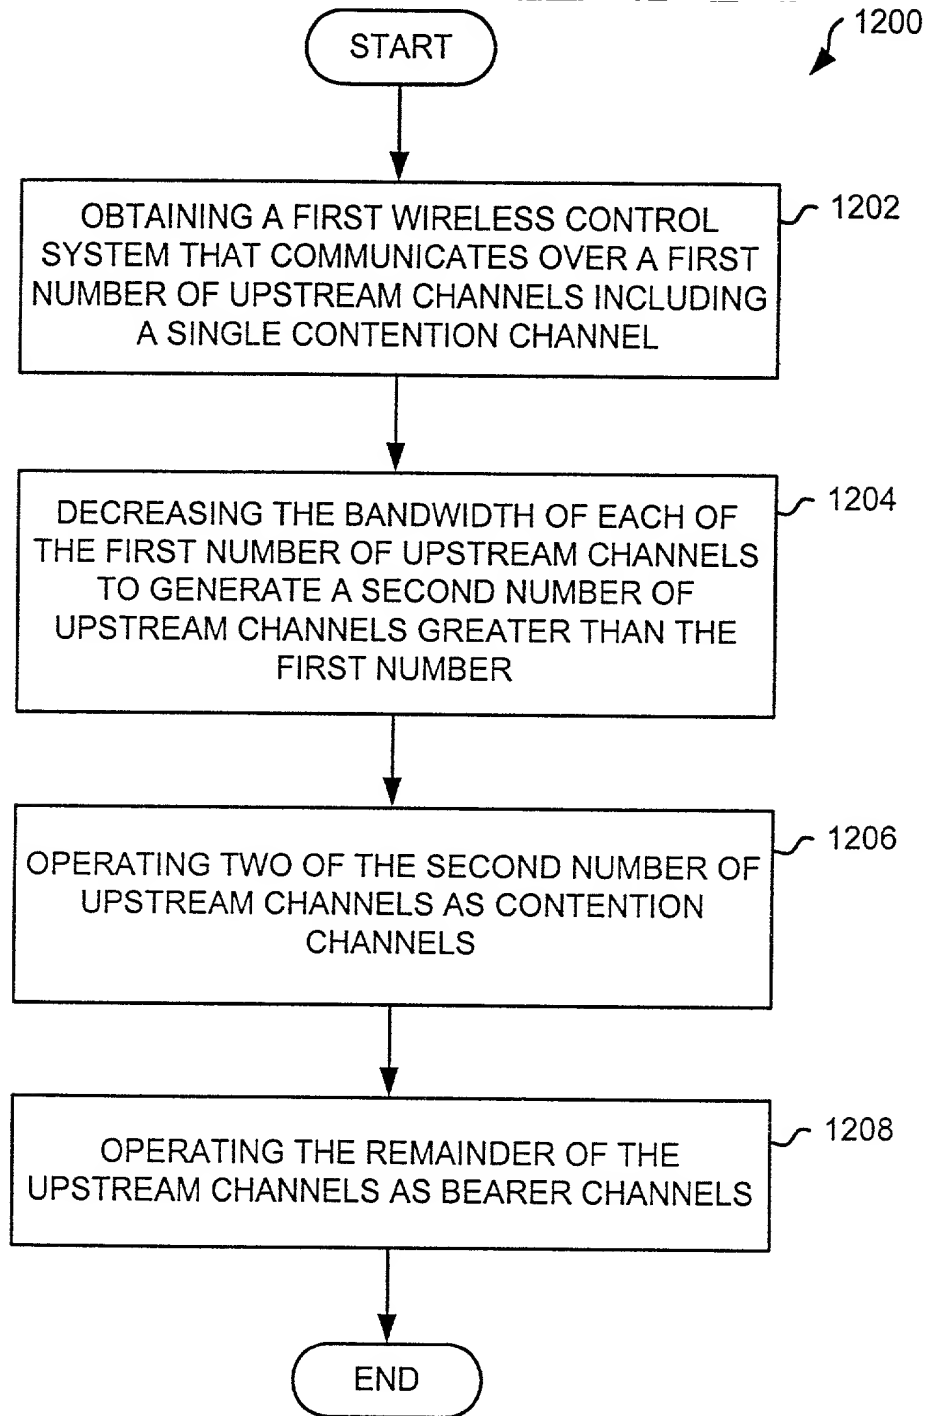 START
1200
OBTAINING A FIRST WIRELESS CONTROL
SYSTEM THAT COMMUNICATES OVER A FIRST
NUMBER OF UPSTREAM CHANNELS INCLUDING
A SINGLE CONTENTION CHANNEL
1202
DECREASING THE BANDWIDTH OF EACH OF
THE FIRST NUMBER OF UPSTREAM CHANNELS
TO GENERATE A SECOND NUMBER OF
UPSTREAM CHANNELS GREATER THAN THE
FIRST NUMBER
1204
OPERATING TWO OF THE SECOND NUMBER OF
UPSTREAM CHANNELS AS CONTENTION
CHANNELS
1206
OPERATING THE REMAINDER OF THE
UPSTREAM CHANNELS AS BEARER CHANNELS
1208
END